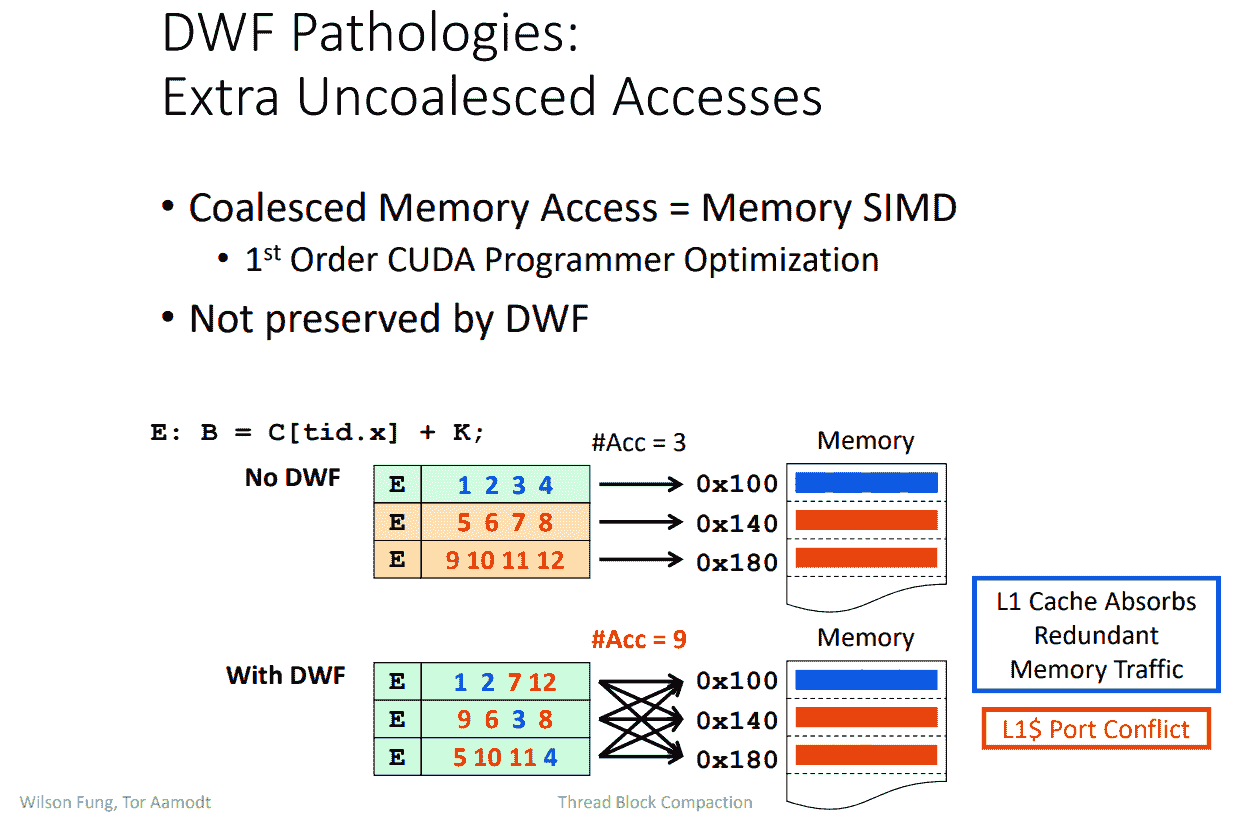 DWF Pathologies:
Extra Uncoalesced Accesses
• Coalesced Memory Access = Memory SIMD
• 1st Order CUDA Programmer Optimization
• Not preserved by DWF
E: B = C[tid.x] + K;
#Acc = 3
Memory
No DWF
E 1 2 3 4
0x100
E 5 6 7 8
0x140
E 9 10 11 12
0x180
L1 Cache Absorbs
Redundant
Memory Traffic
#Acc = 9
Memory
With DWF
E 1 2 7 12
0x100
E 9 6 3 8
0x140
E 5 10 11 4
0x180
L1$ Port Conflict
Wilson Fung, Tor Aamodt
Thread Block Compaction